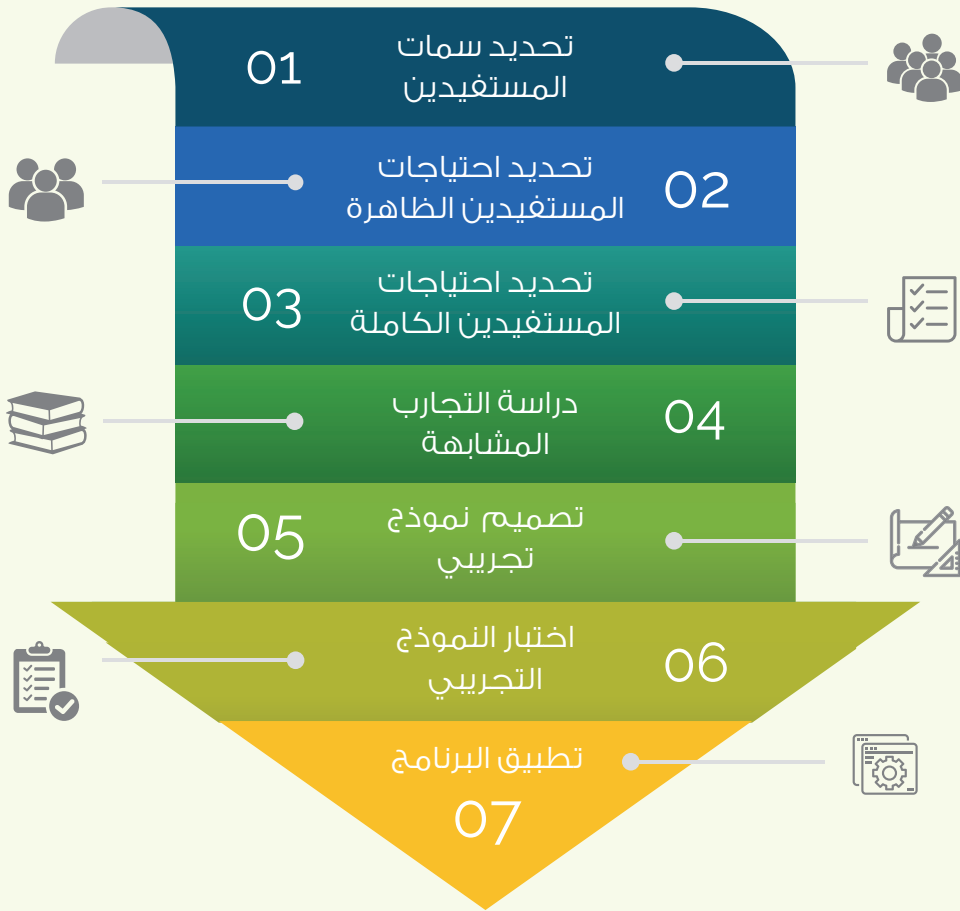 01
تحديد سمات
المستفيدين
02
تحديد احتياجات
المستفيدين الظاهرة
03
تحديد احتياجات
المستفيدين الكاملة
04
دراسة التجارب
المشابهة
05
تصميم نموذج
تجريبي
06
اختبار النموذج
التجريبي
تطبيق البرنامج
07